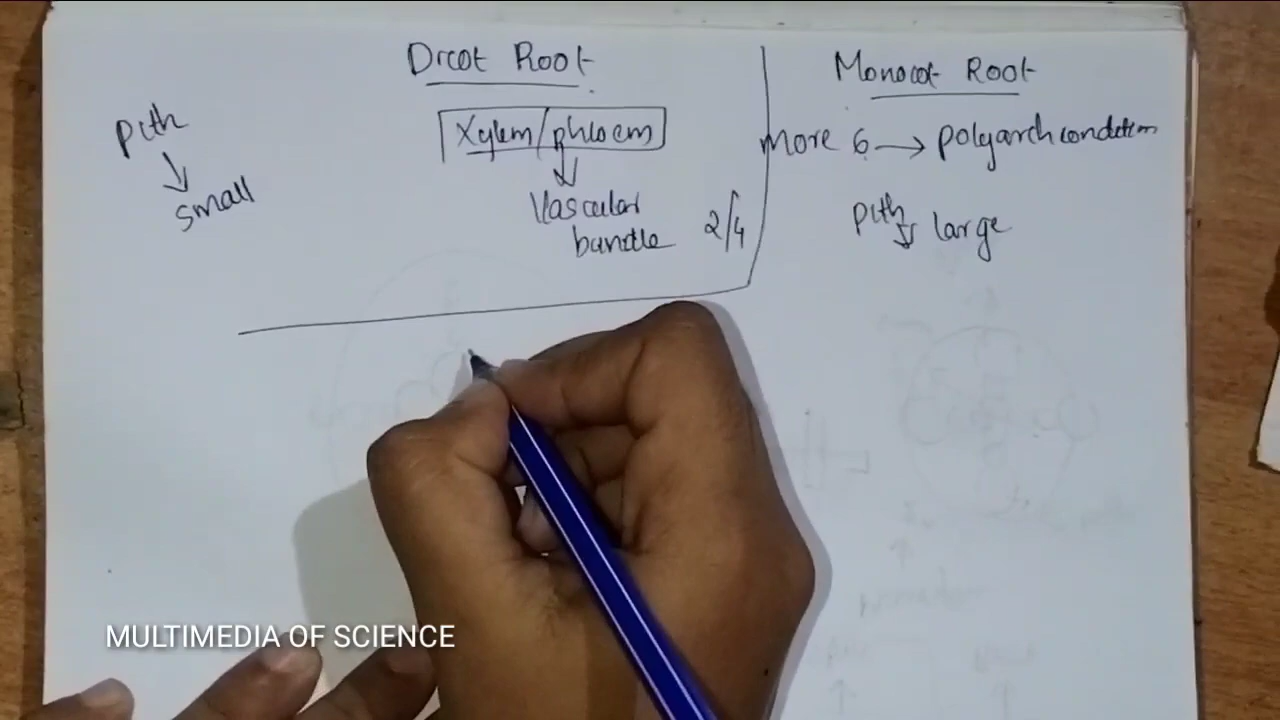 Dicot Root
Monocot Root
Pith
small
Xylem/phloem
Vascular
bundle
2/4
more 6 → polyarch condition
Pith
large
MULTIMEDIA OF SCIENCE